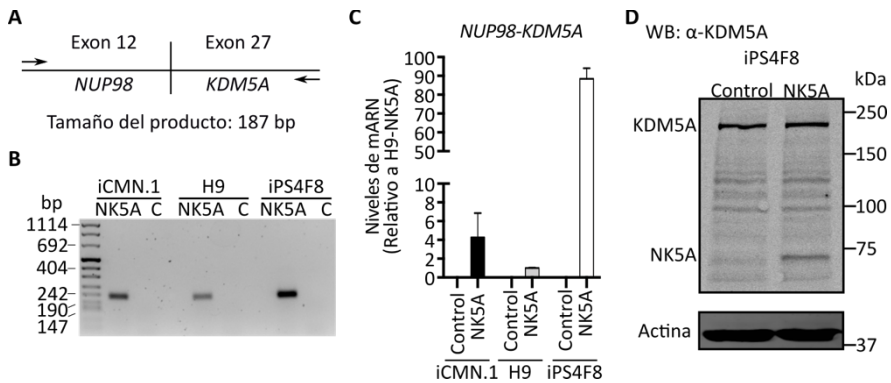 A
Exon 12
Exon 27
NUP98
KDM5A
Tamaño del producto: 187 bp
B
iCMN.1
H9
iPS4F8
bp
NK5A
C
NK5A
C
NK5A
C
1114
692
404
242
190
147
C
NUP98-KDM5A
Niveles de mARN
(Relativo a H9-NK5A)
100
90
80
70
60
50
40
30
20
10
8
6
4
2
0
Control
NK5A
Control
NK5A
Control
NK5A
iCMN.1
H9
iPS4F8
D
WB: α-KDM5A
iPS4F8
Control
NK5A
kDa
KDM5A
250
150
100
NK5A
75
Actina
37